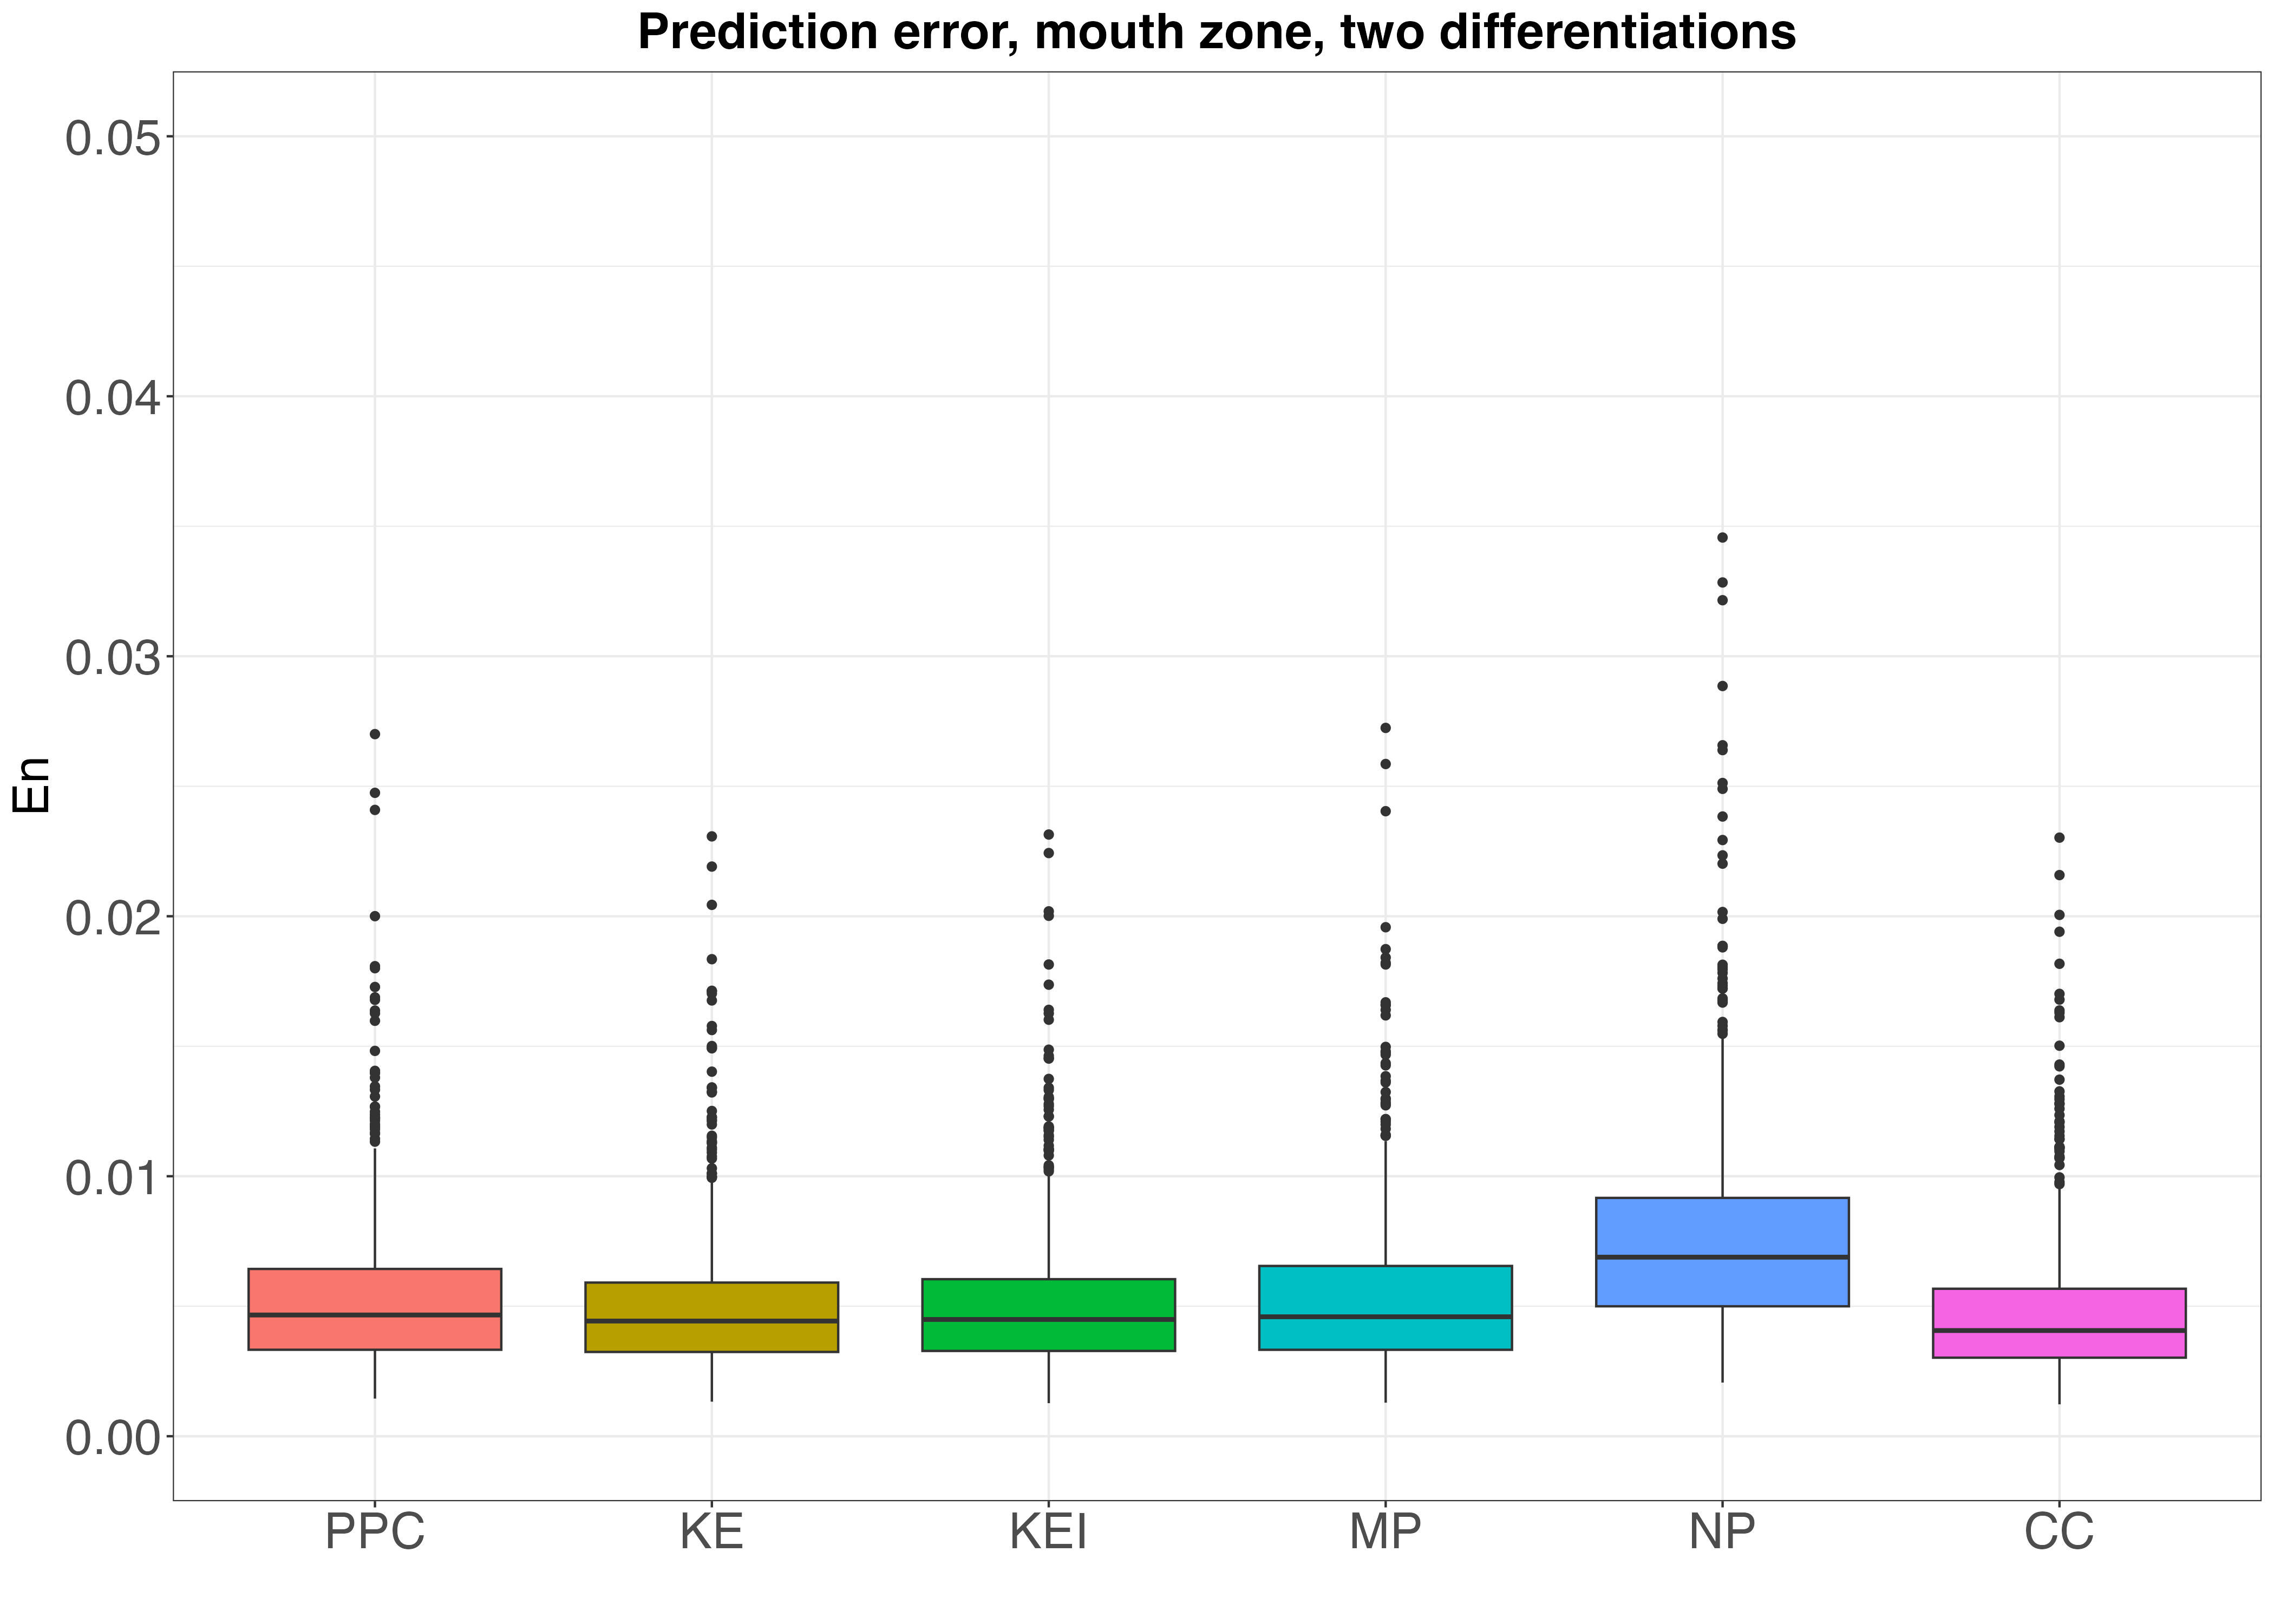 Prediction error, mouth zone, two differentiations
0.05
0.04
0.03
0.02
0.01
0.00
En
PPC KE KEI MP NP CC